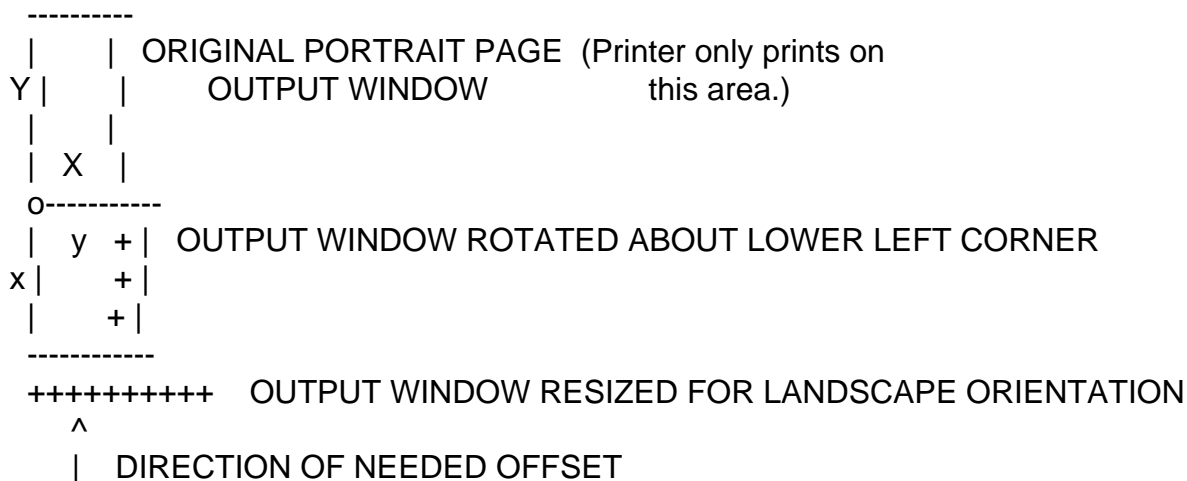 ----------
|        |  ORIGINAL PORTRAIT PAGE  (Printer only prints on
Y |        |          OUTPUT WINDOW                    this area.)
|        |
|   X   |
o-----------
|    y   + |   OUTPUT WINDOW ROTATED ABOUT LOWER LEFT CORNER
x |        + |
|        + |
------------
++++++++++    OUTPUT WINDOW RESIZED FOR LANDSCAPE ORIENTATION
^
|    DIRECTION OF NEEDED OFFSET